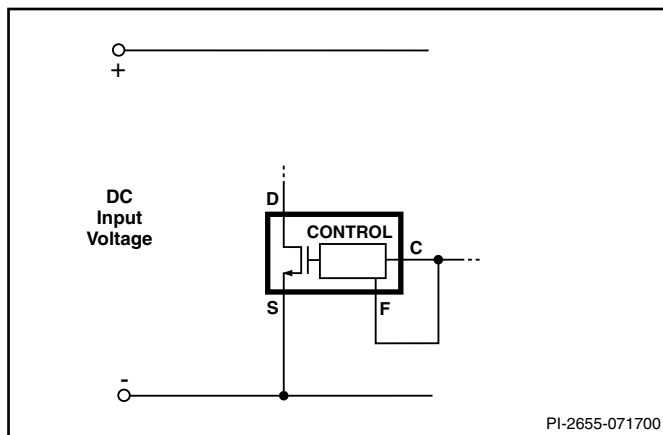 +
DC
Input
Voltage
D
CONTROL
C
S
F
-
PI-2655-071700